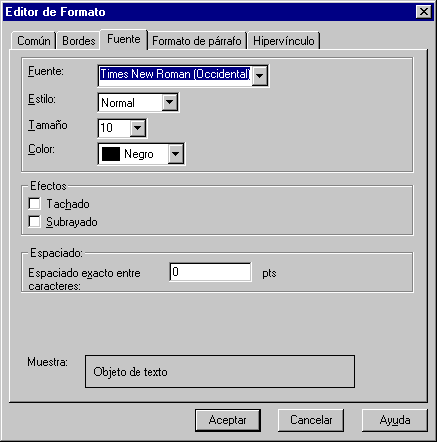 Editor de Formato
Común Bordes Fuente Formato de párrafo Hipervínculo
Fuente: Times New Roman (Occidental)
Estilo: Normal
Tamaño 10
Color: Negro
Efectos
Tachado
Subrayado
Espaciado:
Espaciado exacto entre 0 pts
caracteres:
Muestra: Objeto de texto
Aceptar Cancelar Ayuda